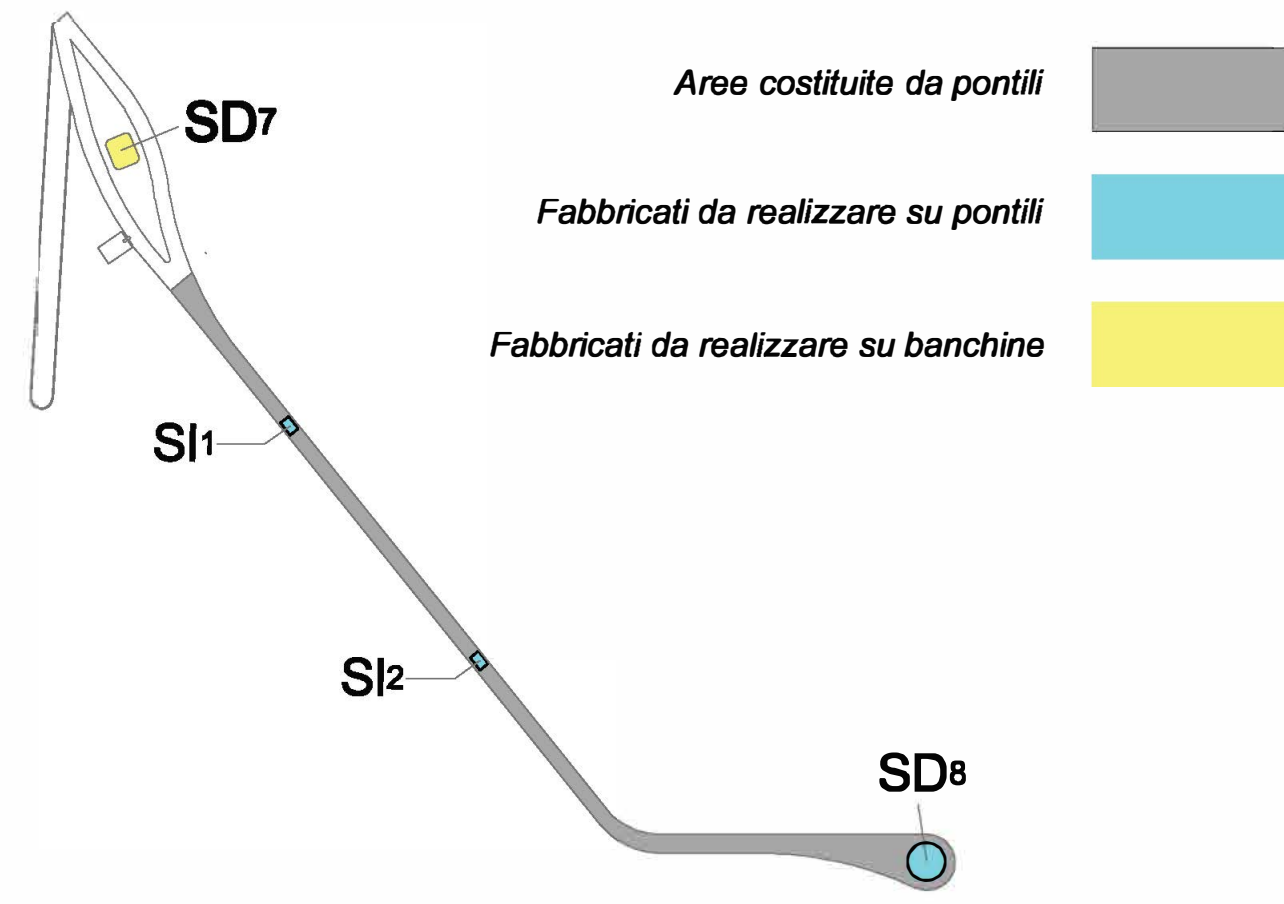 Aree costituite da pontili
SD7
Fabbricati da realizzare su pontili
Fabbricati da realizzare su banchine
SI1
SI2
SD8